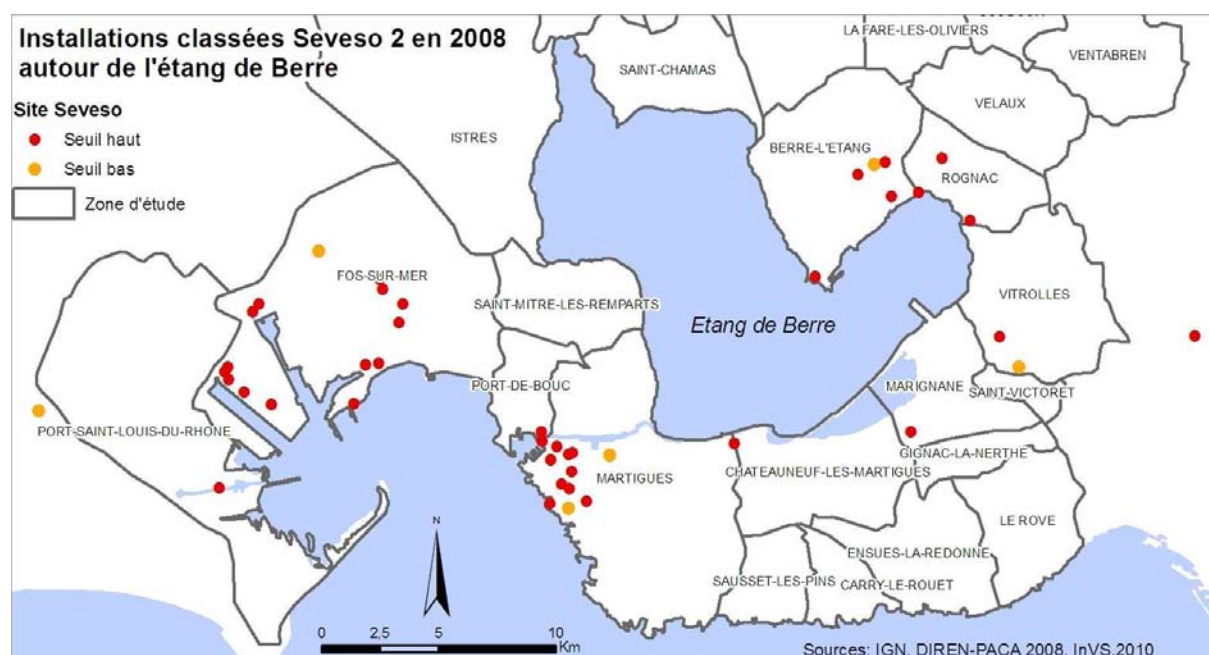 Installations classées Seveso 2 en 2008
autour de l'étang de Berre
Site Seveso
Seuil haut
Seuil bas
Zone d'étude
LA FARE-LES-OLIVIERS
VENTABREN
SAINT-CHAMAS
VELAUX
ISTRES
BERRE-L'ETANG
ROGNAC
FOS-SUR-MER
SAINT-MITRE-LES-REMPARTS
VITROLLES
Etang de Berre
PORT-DE-BOUC
MARIGNANE
SAINT-VICTORET
PORT-SAINT-LOUIS-DU-RHONE
GIGNAC-LA-NERTHE
MARTIGUES
CHATEAUNEUF-LES-MARTIGUES
LE ROVE
N
ENSUES-LA-REDONNE
SAUSSET-LES-PINS
CARRY-LE-ROUET
0 2,5 5 10
Km
Sources: IGN, DIREN-PACA 2008, InVS,2010